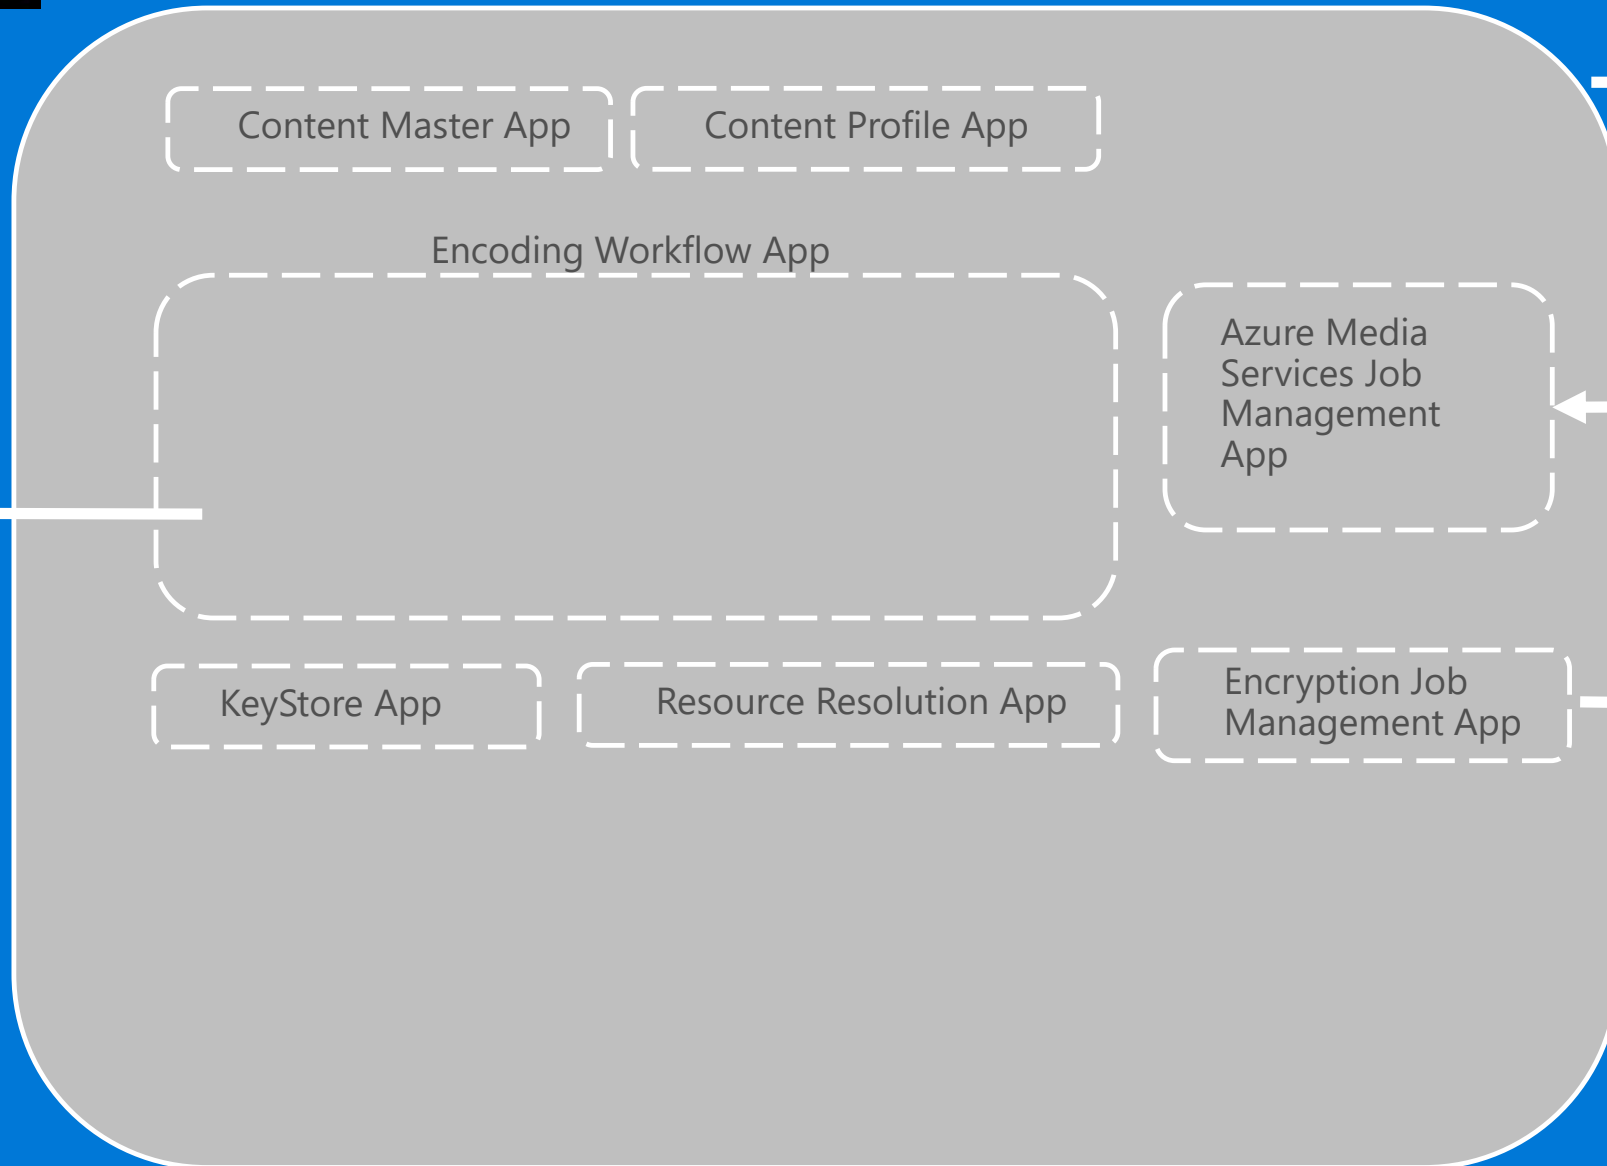 Content Master App
Content Profile App
Encoding Workflow App
Azure Media
Services Job
Management
App
KeyStore App
Resource Resolution App
Encryption Job
Management App